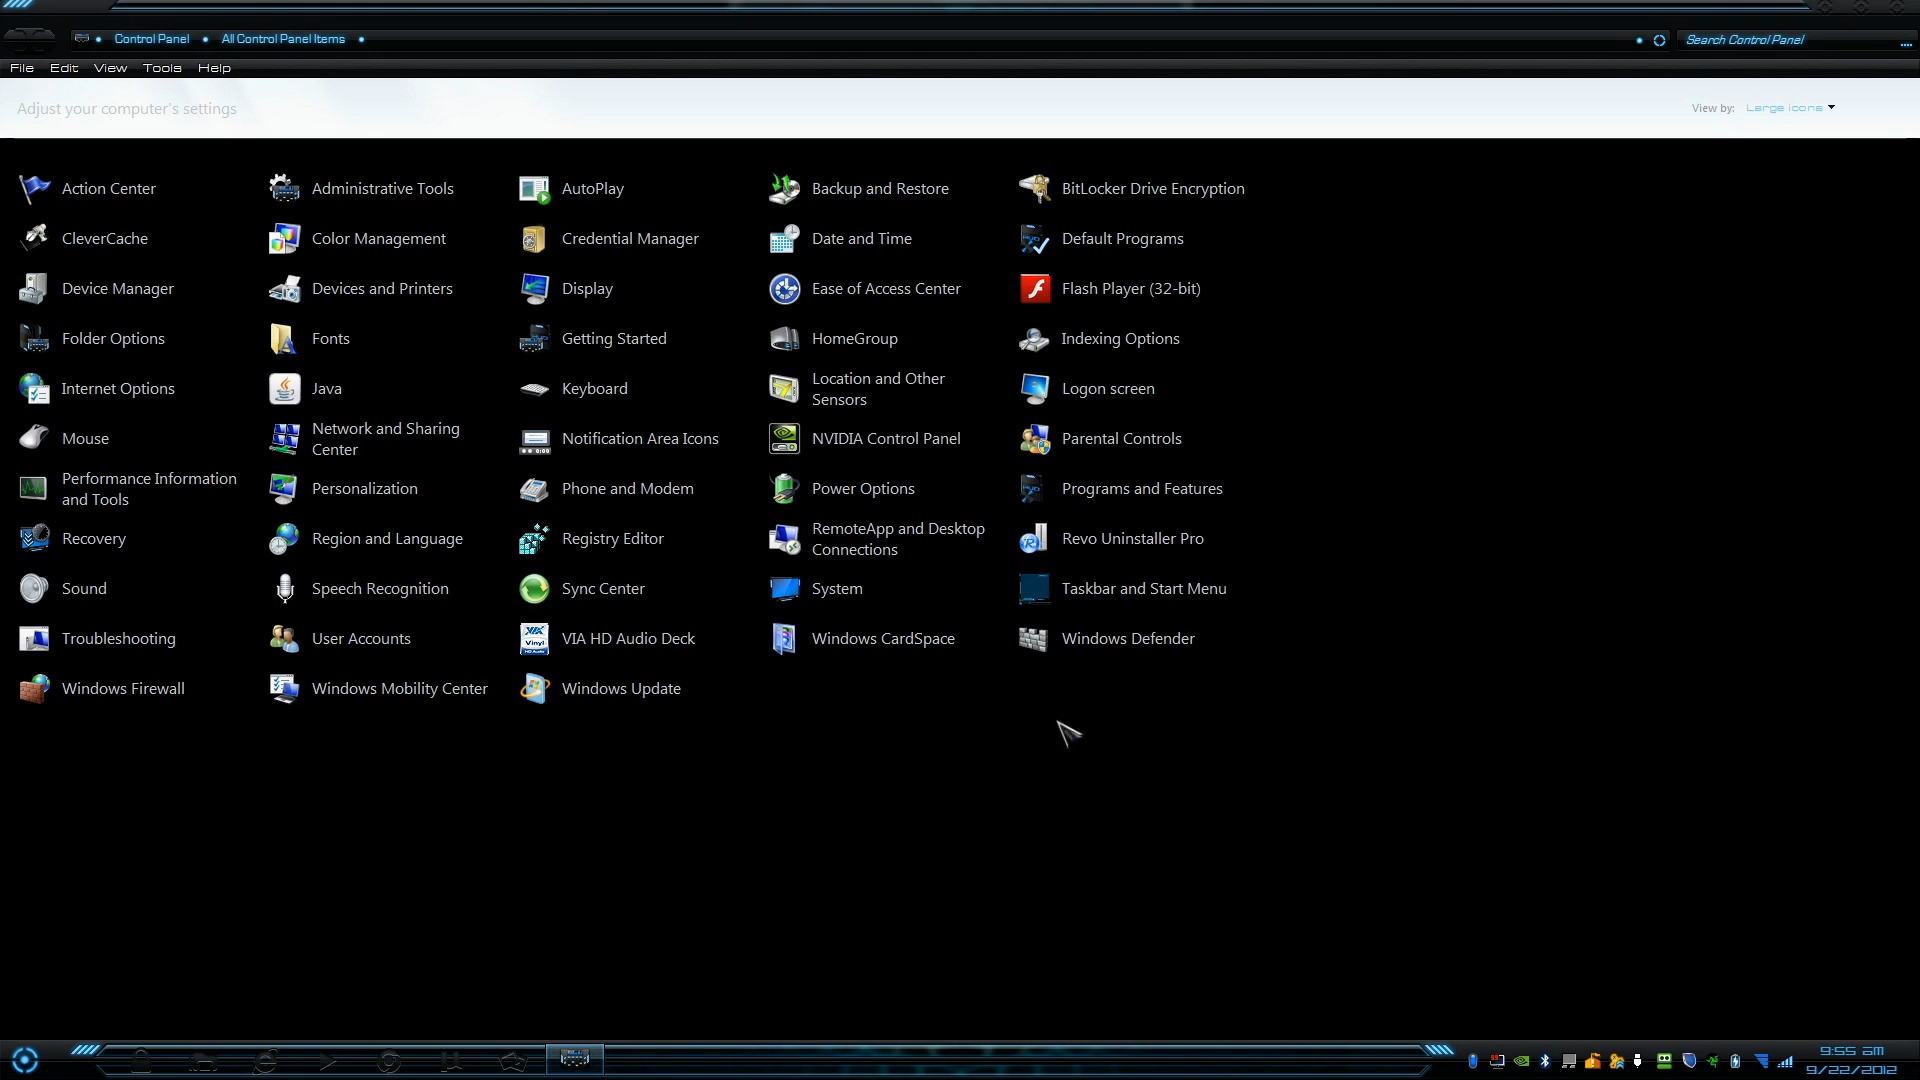 Control Panel All Control Panel Items Search Control Panel
File Edit View Tools Help
Adjust your computer's settings View by: Large icons
Action Center Administrative Tools AutoPlay Backup and Restore BitLocker Drive Encryption
CleverCache Color Management Credential Manager Date and Time Default Programs
Device Manager Devices and Printers Display Ease of Access Center Flash Player (32-bit)
Folder Options Fonts Getting Started HomeGroup Indexing Options
Internet Options Java Keyboard Location and Other Sensors Logon screen
Mouse Network and Sharing Center Notification Area Icons NVIDIA Control Panel Parental Controls
Performance Information and Tools Personalization Phone and Modem Power Options Programs and Features
Recovery Region and Language Registry Editor RemoteApp and Desktop Connections Revo Uninstaller Pro
Sound Speech Recognition Sync Center System Taskbar and Start Menu
Troubleshooting User Accounts VIA HD Audio Deck Windows CardSpace Windows Defender
Windows Firewall Windows Mobility Center Windows Update
9:55 AM
9/22/2012